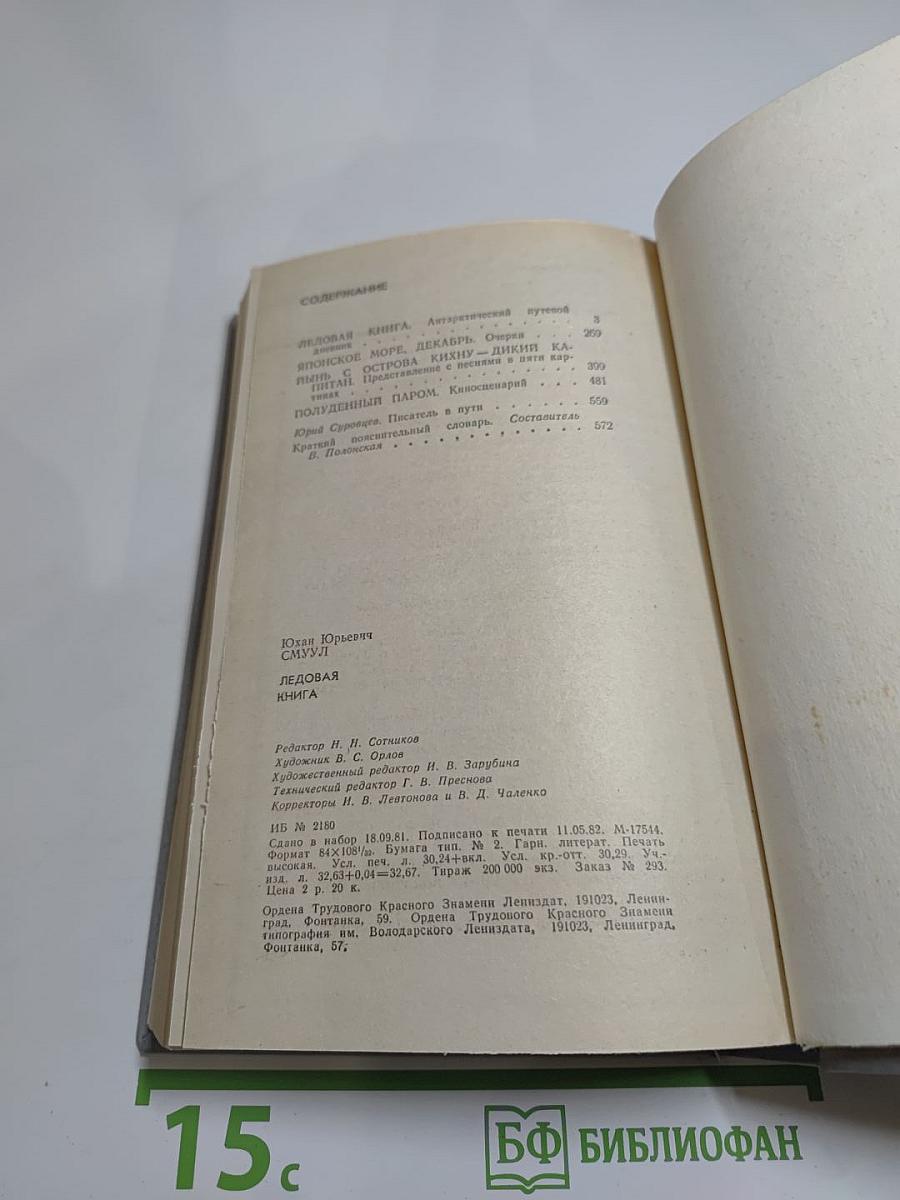 СОДЕРЖАНИЕ
ЛЕДОВАЯ КНИГА. Антарктический путевой
дневник . . . . . . . . . . . . . . 3
ЯПОНСКОЕ МОРЕ, ДЕКАБРЬ. Очерки . . 269
ЙЫНЬ С ОСТРОВА КИХНУ — ДИКИЙ КА-
ПИТАН. Представление с песнями в пяти кар-
тинах . . . . . . . . . . . . . . 399
ПОЛУДЕННЫЙ ПАРОМ. Киносценарий . . . 481
Юрий Суровцев. Писатель в пути . . . . . . 559
Краткий пояснительный словарь. Составитель
В. Полонская . . . . . . . . . . . . 572
Юхан Юрьевич
СМУУЛ
ЛЕДОВАЯ
КНИГА
Редактор Н. Н. Сотников
Художник В. С. Орлов
Художественный редактор И. В. Зарубина
Технический редактор Г. В. Преснова
Корректоры И. В. Левтонова и В. Д. Чаленко
ИБ № 2180
Сдано в набор 18.09.81. Подписано к печати 11.05.82. М-17544.
Формат 84×108¹/₃₂. Бумага тип. № 2. Гарн. литерат. Печать
высокая. Усл. печ. л. 30,24+вкл. Усл. кр.-отт. 30,29. Уч.-
изд. л. 32,63+0,04=32,67. Тираж 200 000 экз. Заказ № 293.
Цена 2 р. 20 к.
Ордена Трудового Красного Знамени Лениздат, 191023, Ленин-
град, Фонтанка, 59. Ордена Трудового Красного Знамени
типография им. Володарского Лениздата, 191023, Ленинград,
Фонтанка, 57.
15 с
БФ БИБЛИОФАН